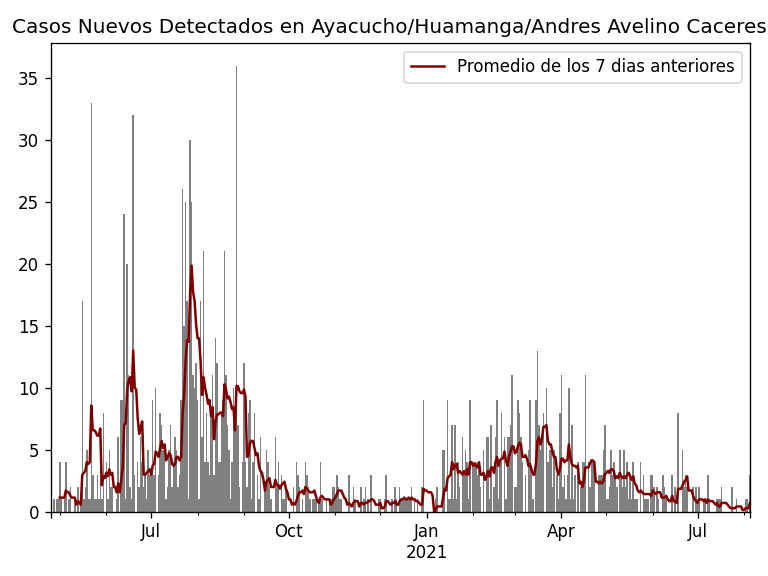 Casos Nuevos Detectados en Ayacucho/Huamanga/Andres Avelino Caceres
Promedio de los 7 dias anteriores
35
30
25
20
15
10
5
0
Jul
Oct
Jan
Apr
Jul
2021